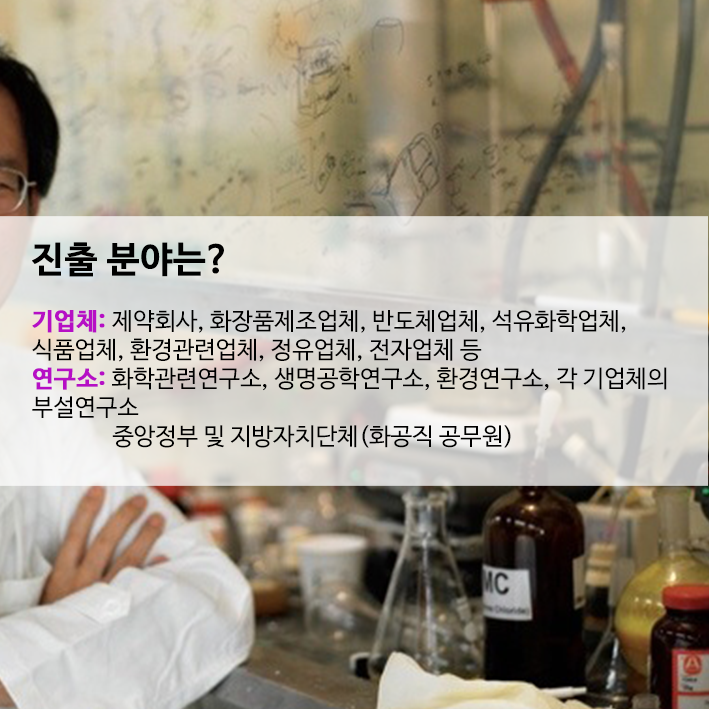 진출 분야는?
기업체: 제약회사, 화장품제조업체, 반도체업체, 석유화학업체,
식품업체, 환경관련업체, 정유업체, 전자업체 등
연구소: 화학관련연구소, 생명공학연구소, 환경연구소, 각 기업체의
부설연구소
중앙정부 및 지방자치단체(화공직 공무원)
MC